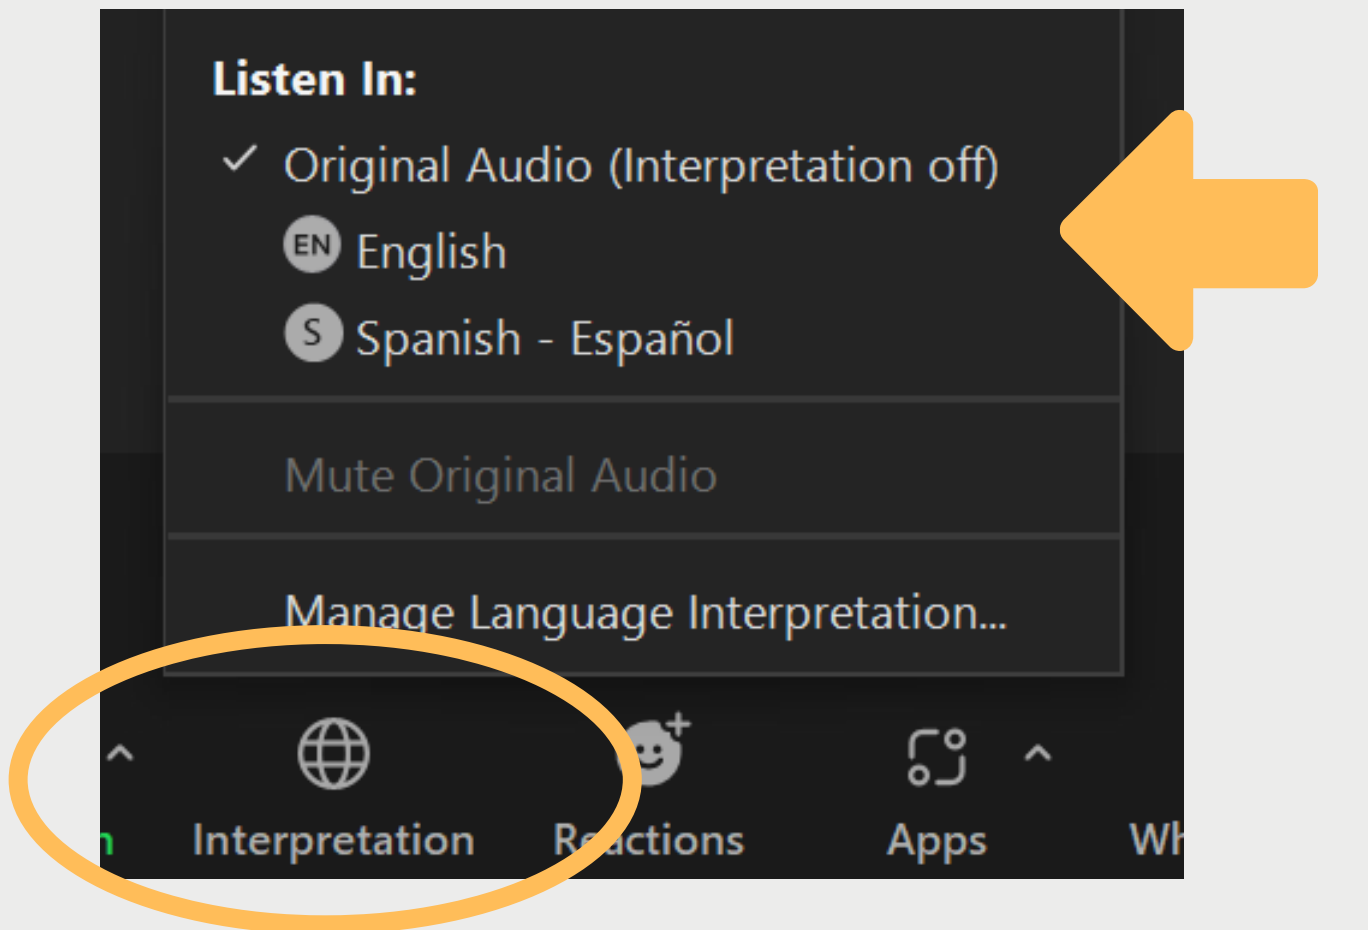 Listen In:
Original Audio (Interpretation off)
EN English
S Spanish - Español
Mute Original Audio
Manage Language Interpretation...
Interpretation Reactions Apps